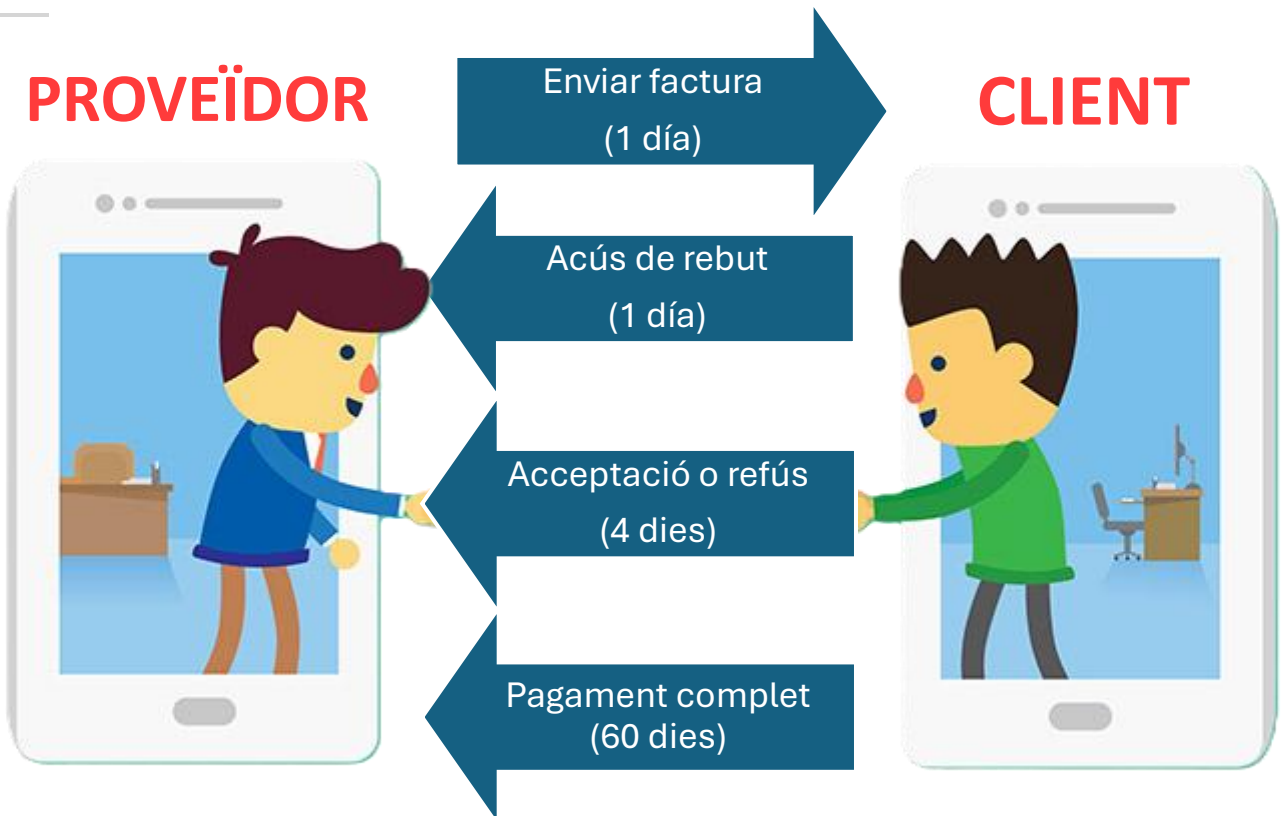 PROVEÏDOR
Enviar factura
(1 día)
CLIENT
Acús de rebut
(1 día)
Acceptació o refús
(4 dies)
Pagament complet
(60 dies)